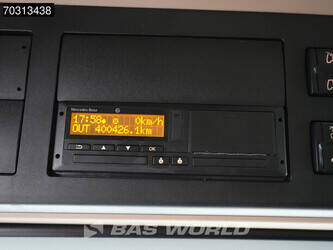 70313438
Mercedes-Benz
17:58 0km/h
OUT 400426.1km
OK
BAS WORLD